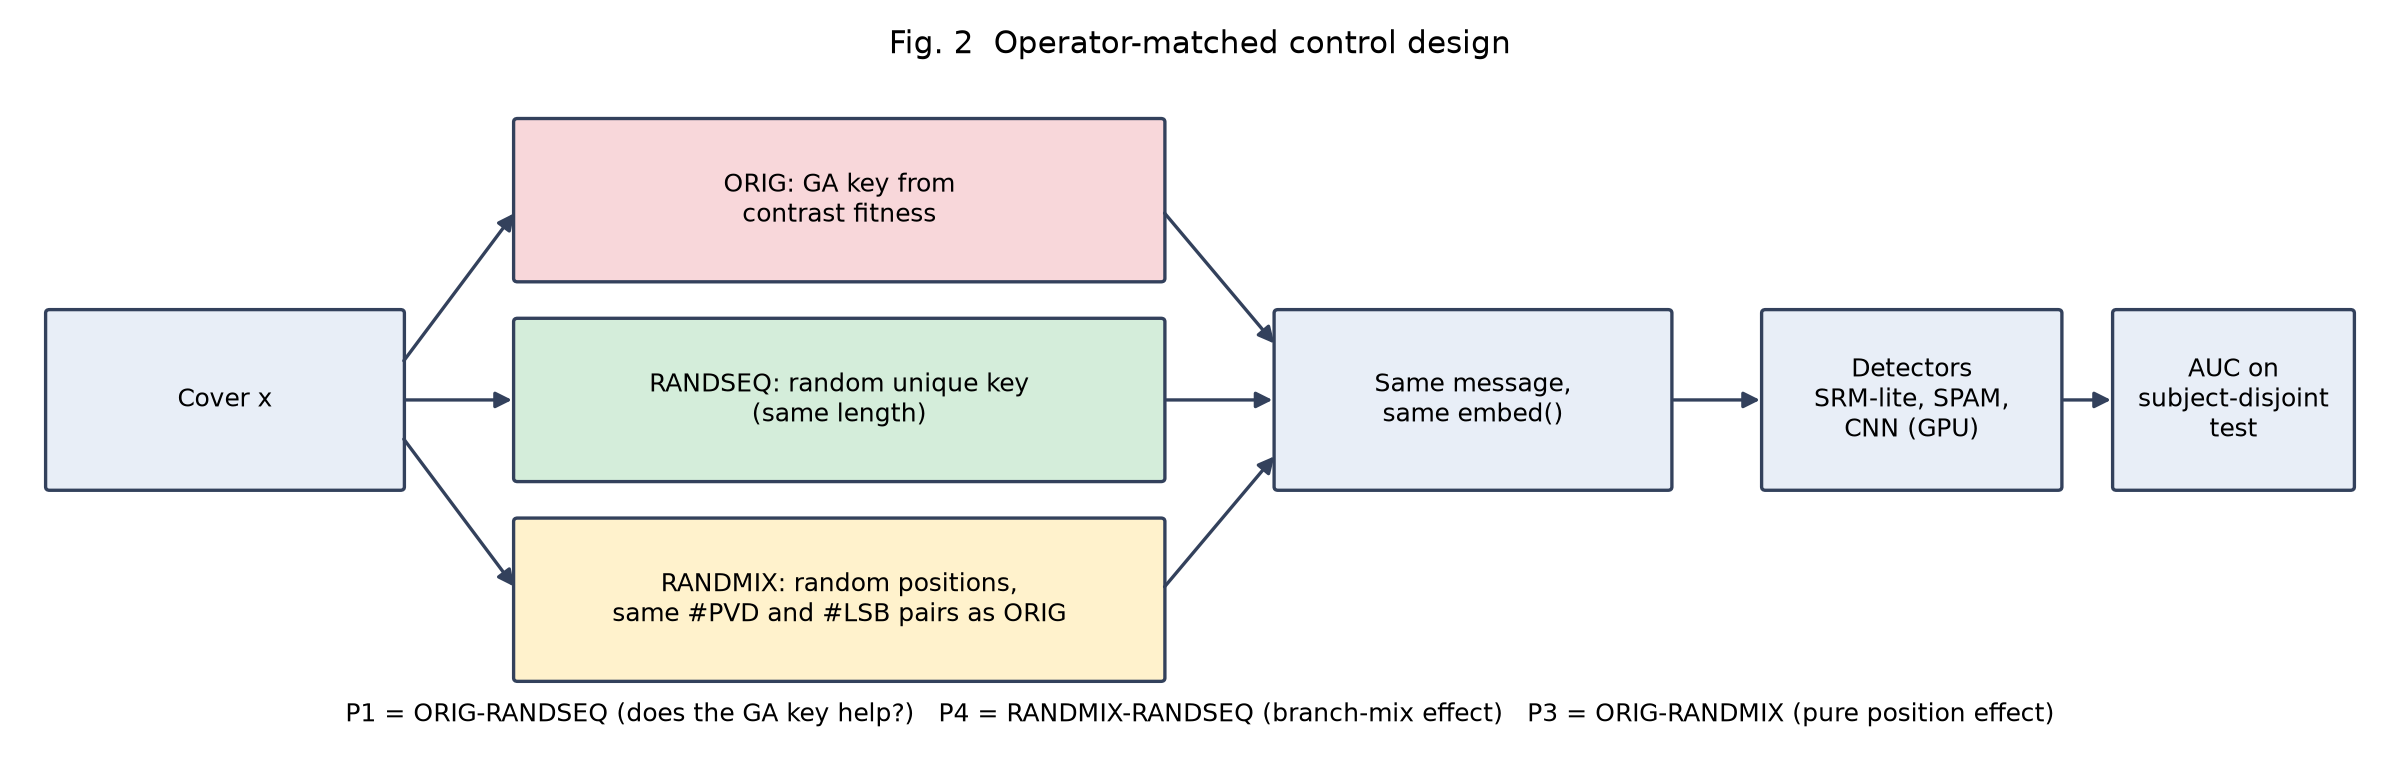 Fig. 2  Operator-matched control design
Cover x
ORIG: GA key from
contrast fitness
RANDSEQ: random unique key
(same length)
RANDMIX: random positions,
same #PVD and #LSB pairs as ORIG
Same message,
same embed()
Detectors
SRM-lite, SPAM,
CNN (GPU)
AUC on
subject-disjoint
test
P1 = ORIG-RANDSEQ (does the GA key help?)   P4 = RANDMIX-RANDSEQ (branch-mix effect)   P3 = ORIG-RANDMIX (pure position effect)